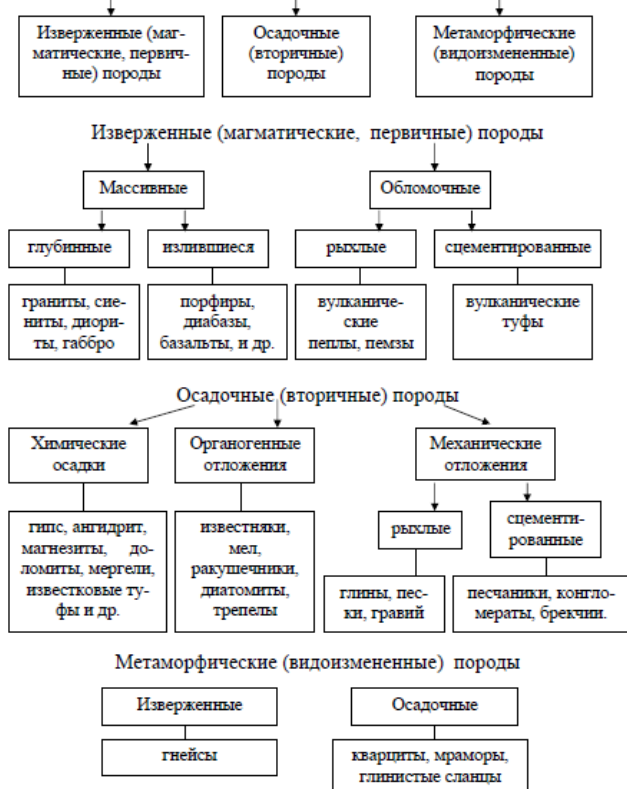 Изверженные (маг-
матические, первич-
ные) породы
Осадочные
(вторичные)
породы
Метаморфические
(видоизмененные)
породы
Изверженные (магматические, первичные) породы
Массивные
Обломочные
глубинные
излившиеся
рыхлые
сцементированные
граниты, сие-
ниты, диори-
ты, габбро
порфиры,
диабазы,
базальты, и др.
вулканиче-
ские
пеплы, пемзы
вулканические
туфы
Осадочные (вторичные) породы
Химические
осадки
Органогенные
отложения
Механические
отложения
гипс, ангидрит,
магнезиты, до-
ломиты, мергели,
известковые ту-
фы и др.
известняки,
мел,
ракушечники,
диатомиты,
трепелы
рыхлые
сцементи-
рованные
глины, пес-
ки, гравий
песчаники, конгло-
мераты, брекчии.
Метаморфические (видоизмененные) породы
Изверженные
Осадочные
гнейсы
кварциты, мраморы,
глинистые сланцы